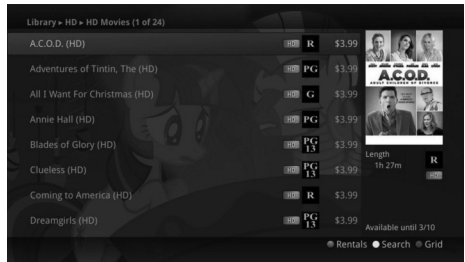 Library ▸ HD ▸ HD Movies (1 of 24)
A.C.O.D. (HD) HD R $3.99
Adventures of Tintin, The (HD) HD PG $3.99
All I Want For Christmas (HD) HD G $3.99
Annie Hall (HD) HD PG $3.99
Blades of Glory (HD) HD PG 13 $3.99
Clueless (HD) HD PG 13 $3.99
Coming to America (HD) HD R $3.99
Dreamgirls (HD) HD PG 13 $3.99
A.C.O.D.
ADULT CHILDREN OF DIVORCE
Length
1h 27m
R
HD
Available until 3/10
Rentals Search Grid